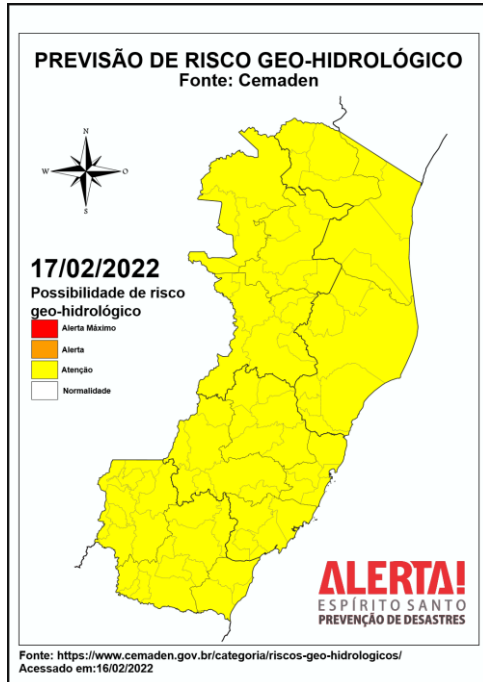 PREVISÃO DE RISCO GEO-HIDROLÓGICO
Fonte: Cemaden
N
W
O
S
17/02/2022
Possibilidade de risco
geo-hidrológico
Alerta Máximo
Alerta
Atenção
Normalidade
ALERTA!
ESPÍRITO SANTO
PREVENÇÃO DE DESASTRES
Fonte: https://www.cemaden.gov.br/categoria/riscos-geo-hidrologicos/
Acessado em:16/02/2022